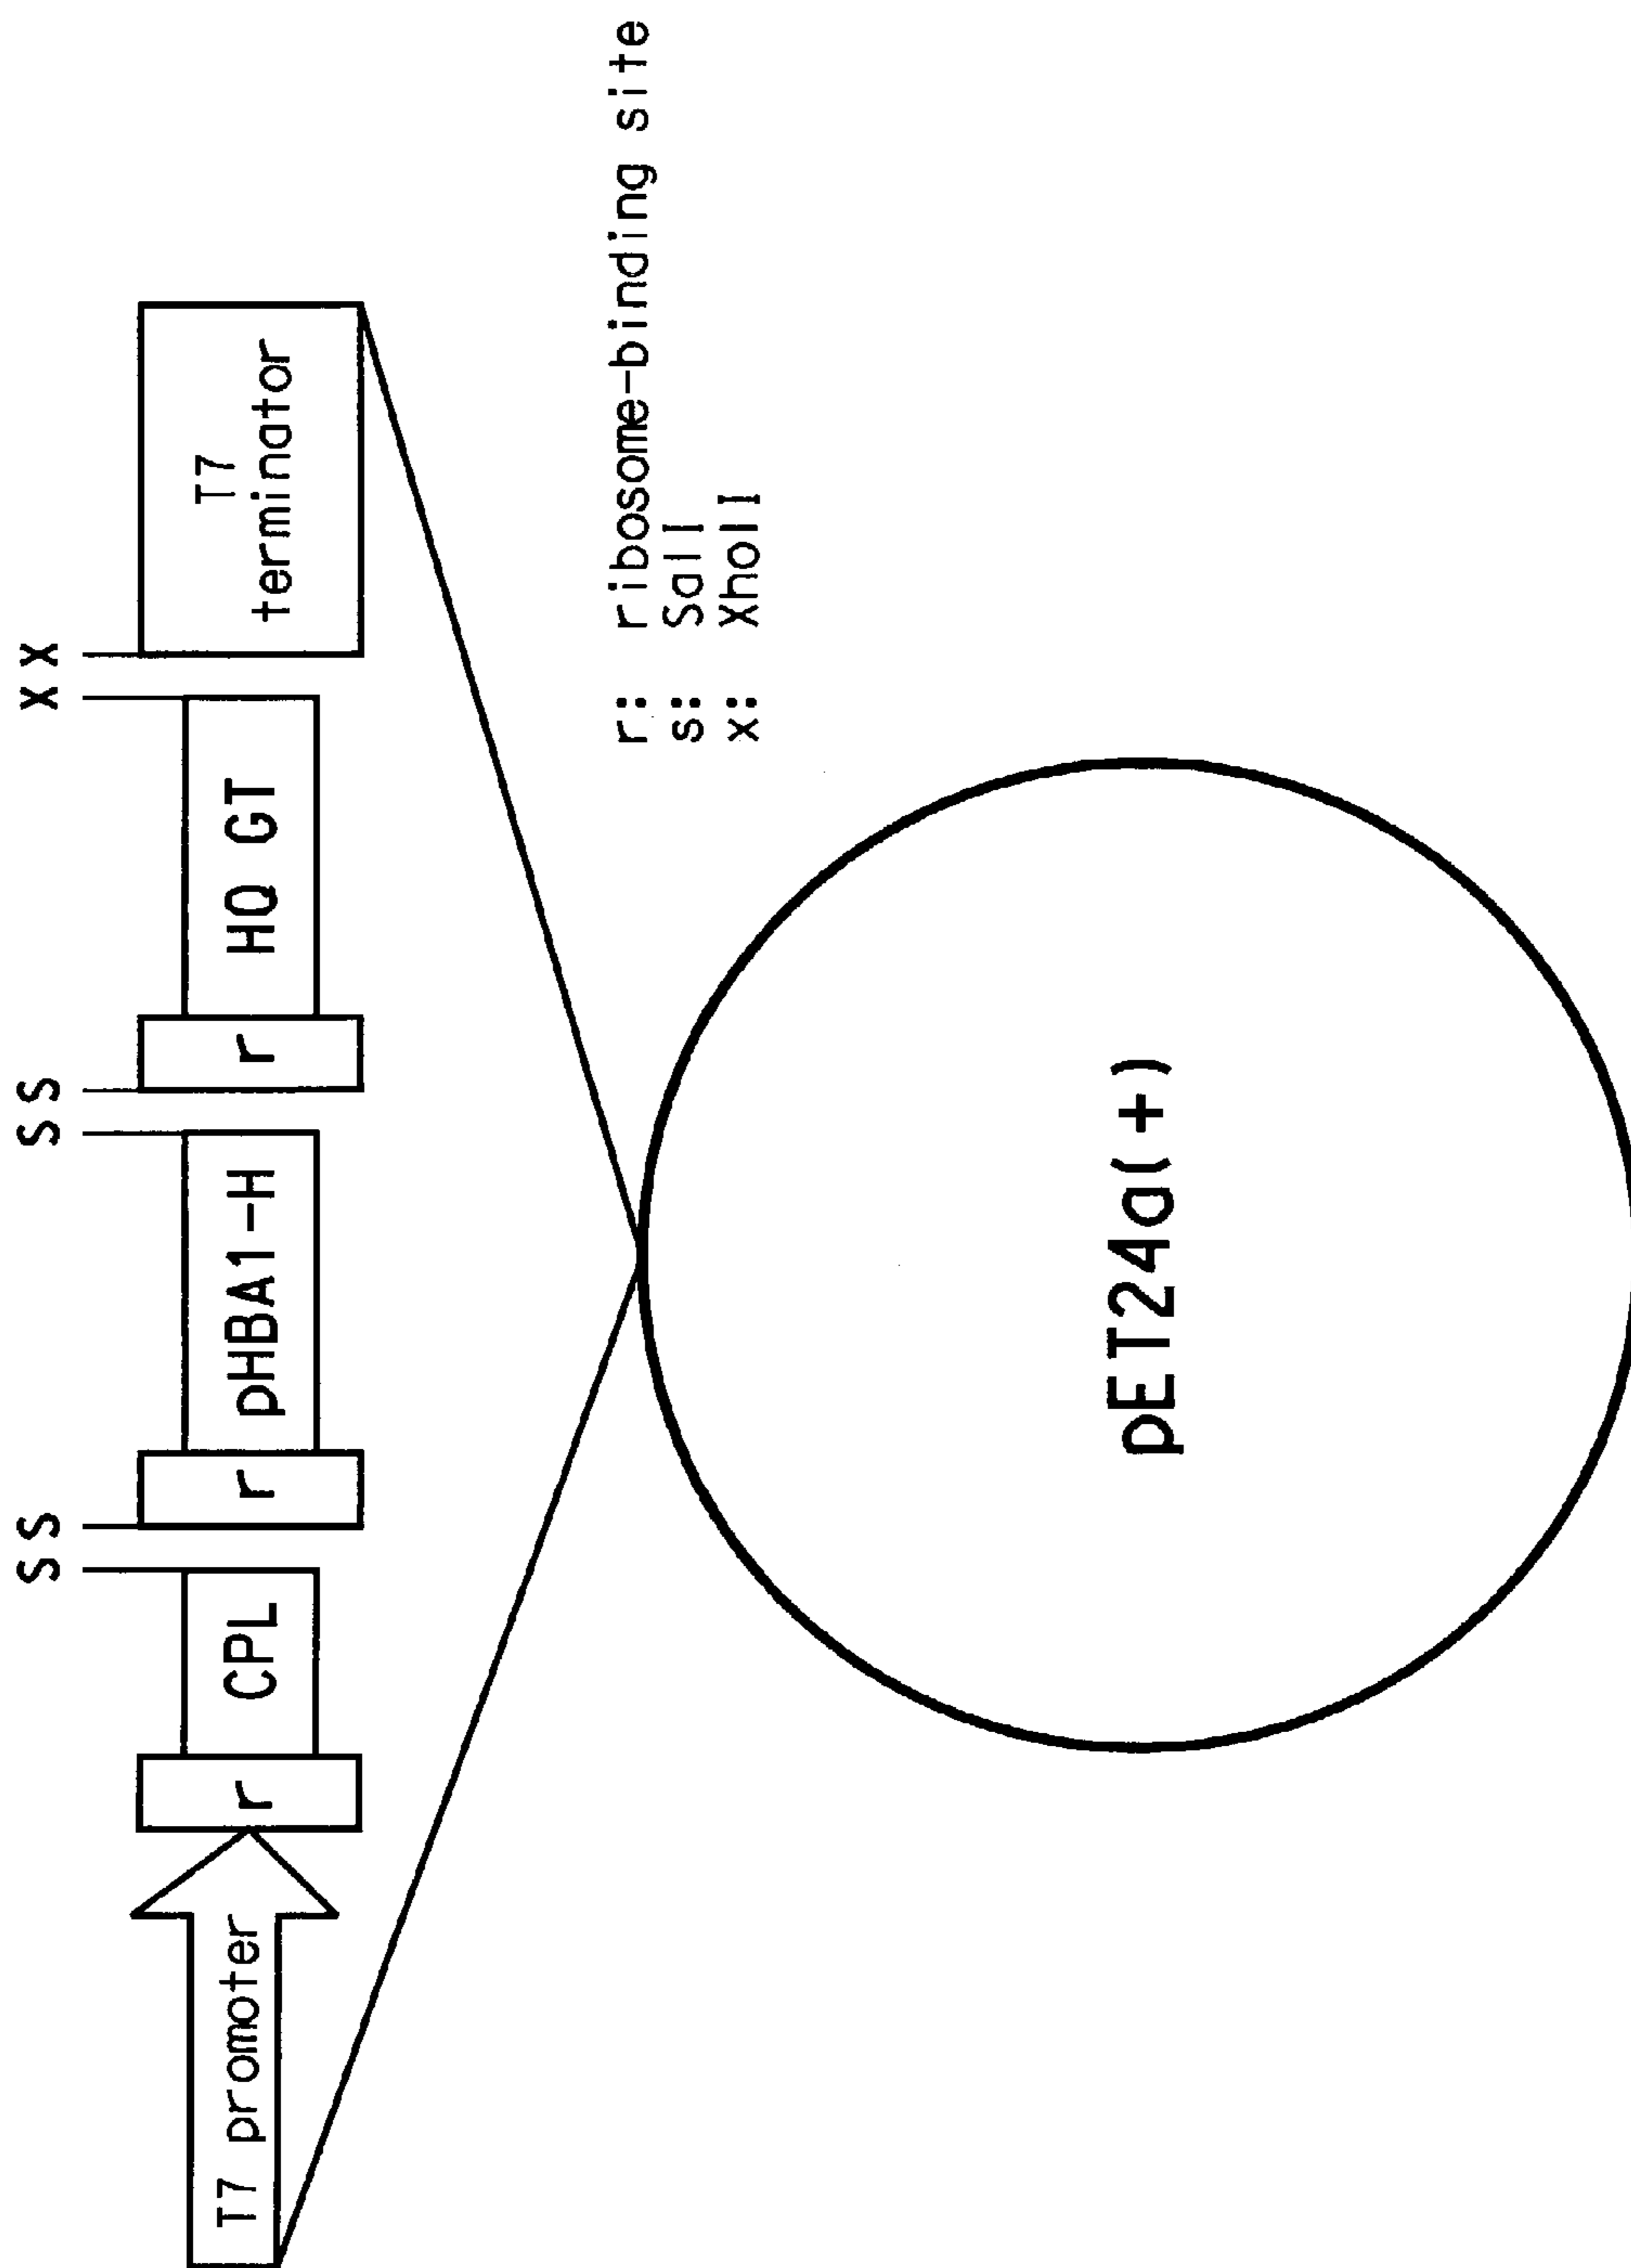 S S S S X X
T7 promoter r CPL r pHBA1-H r HQ GT T7
terminator
r: ribosome-binding site
s: SalI
x: XhoII
pET24a(+)